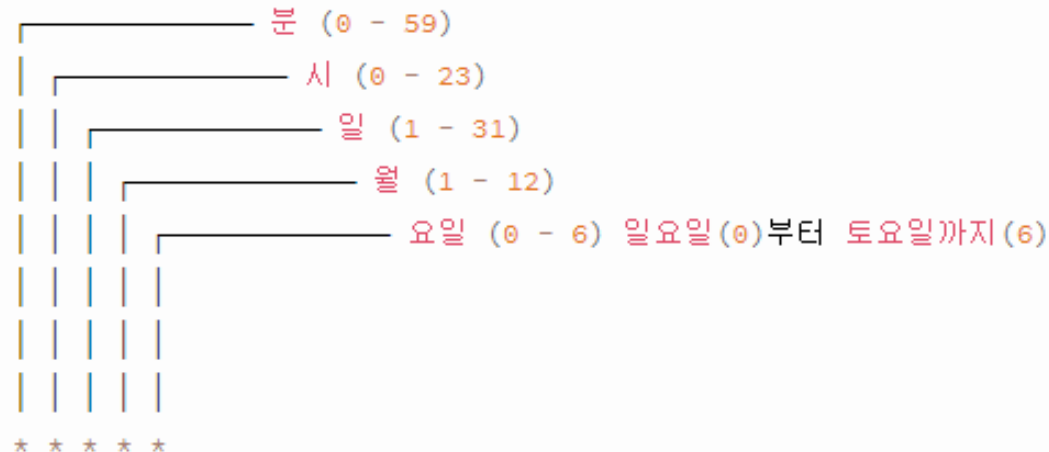 분 (0 - 59)
시 (0 - 23)
일 (1 - 31)
월 (1 - 12)
요일 (0 - 6) 일요일(0)부터 토요일까지(6)
* * * * *